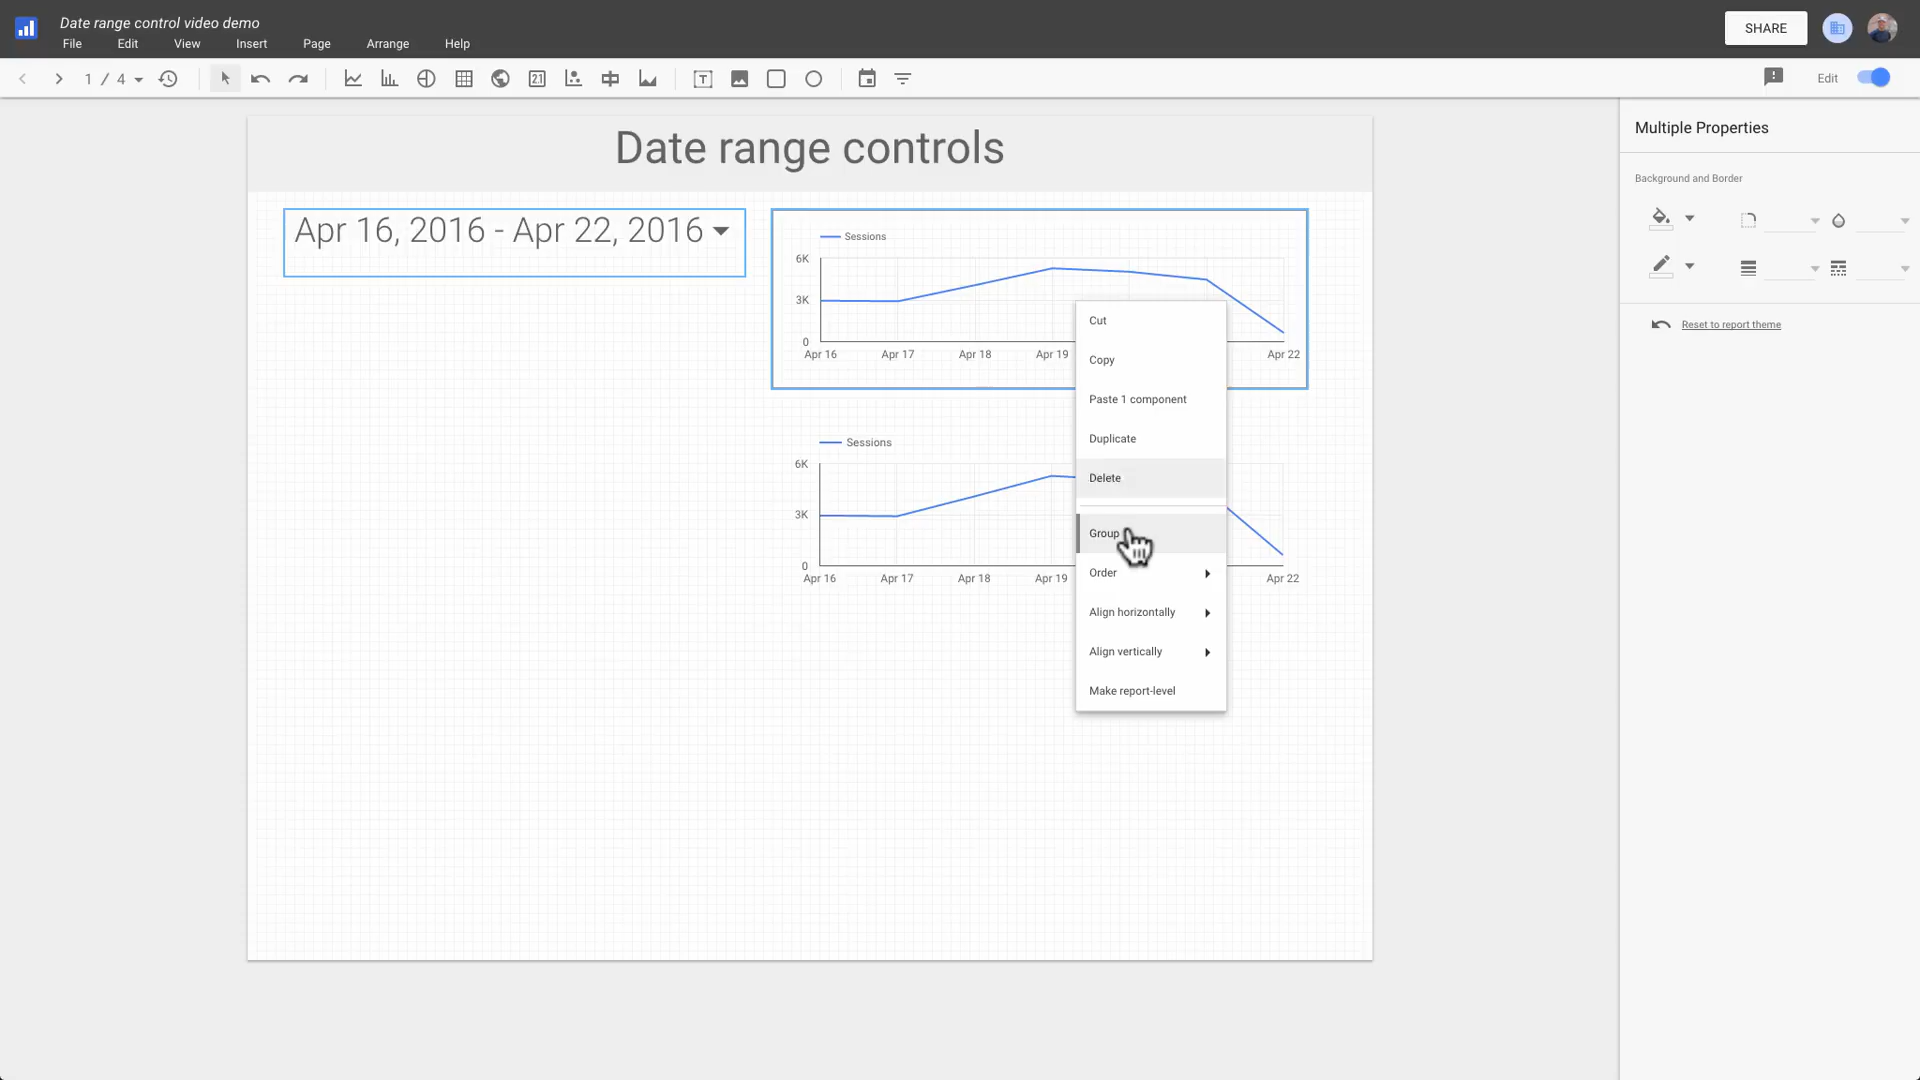 Date range control video demo
File Edit View Insert Page Arrange Help
SHARE
1 / 4
Edit
Date range controls
Apr 16, 2016 - Apr 22, 2016
Sessions
6K
3K
0
Apr 16 Apr 17 Apr 18 Apr 19 Apr 22
Sessions
6K
3K
0
Apr 16 Apr 17 Apr 18 Apr 19 Apr 22
Cut
Copy
Paste 1 component
Duplicate
Delete
Group
Order
Align horizontally
Align vertically
Make report-level
Multiple Properties
Background and Border
Reset to report theme